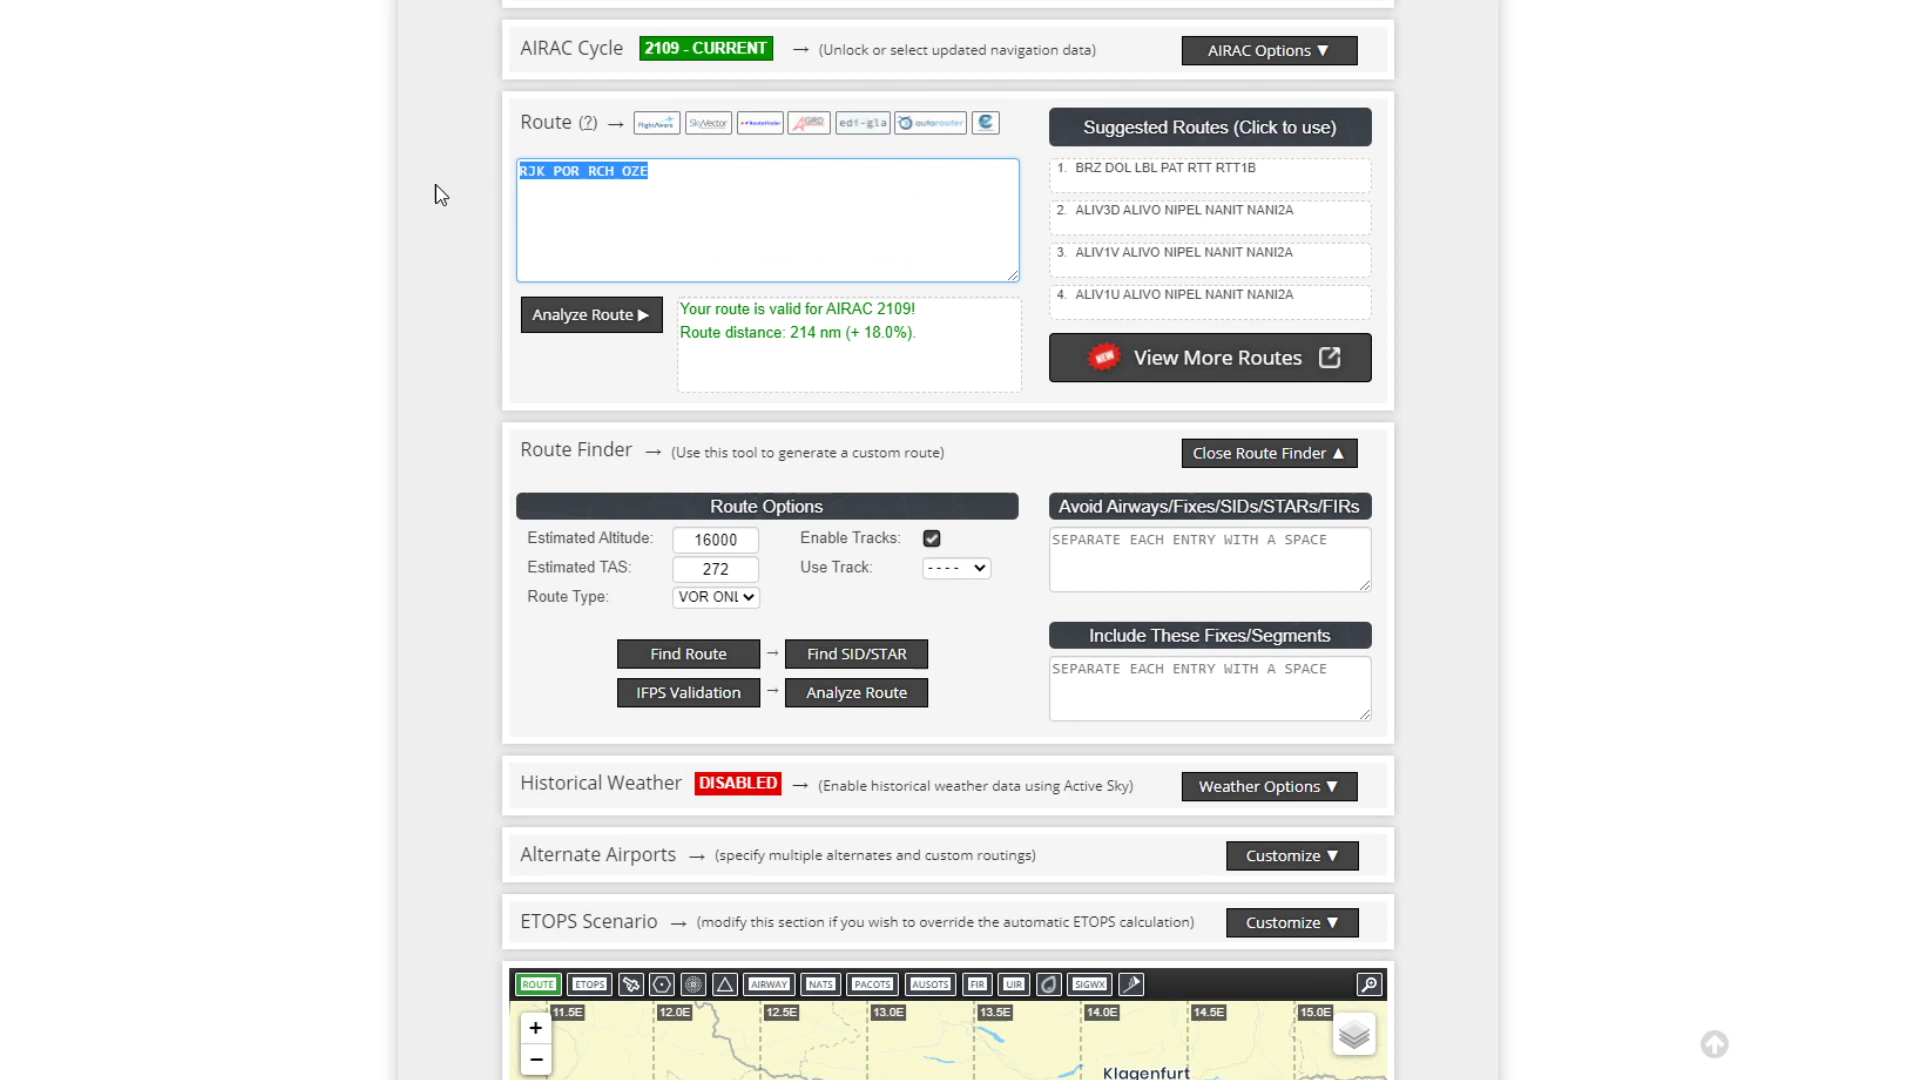 AIRAC Cycle 2109 - CURRENT → (Unlock or select updated navigation data) AIRAC Options ▼
Route (?) → FlightAware SkyVector RouteFinder GRD edi-gla autorouter
Suggested Routes (Click to use)
RJK POR RCH OZE
1. BRZ DOL LBL PAT RTT RTT1B
2. ALIV3D ALIVO NIPEL NANIT NANI2A
3. ALIV1V ALIVO NIPEL NANIT NANI2A
4. ALIV1U ALIVO NIPEL NANIT NANI2A
Analyze Route ▶
Your route is valid for AIRAC 2109!
Route distance: 214 nm (+ 18.0%).
NEW View More Routes
Route Finder → (Use this tool to generate a custom route) Close Route Finder ▲
Route Options
Estimated Altitude: 16000 Enable Tracks:
Estimated TAS: 272 Use Track: ----
Route Type: VOR ONL
Find Route → Find SID/STAR
IFPS Validation → Analyze Route
Avoid Airways/Fixes/SIDs/STARs/FIRs
SEPARATE EACH ENTRY WITH A SPACE
Include These Fixes/Segments
SEPARATE EACH ENTRY WITH A SPACE
Historical Weather DISABLED → (Enable historical weather data using Active Sky) Weather Options ▼
Alternate Airports → (specify multiple alternates and custom routings) Customize ▼
ETOPS Scenario → (modify this section if you wish to override the automatic ETOPS calculation) Customize ▼
ROUTE ETOPS AIRWAY NATS PACOTS AUSOTS FIR UIR SIGWX
11.5E 12.0E 12.5E 13.0E 13.5E 14.0E 14.5E 15.0E
+
−
Klagenfurt